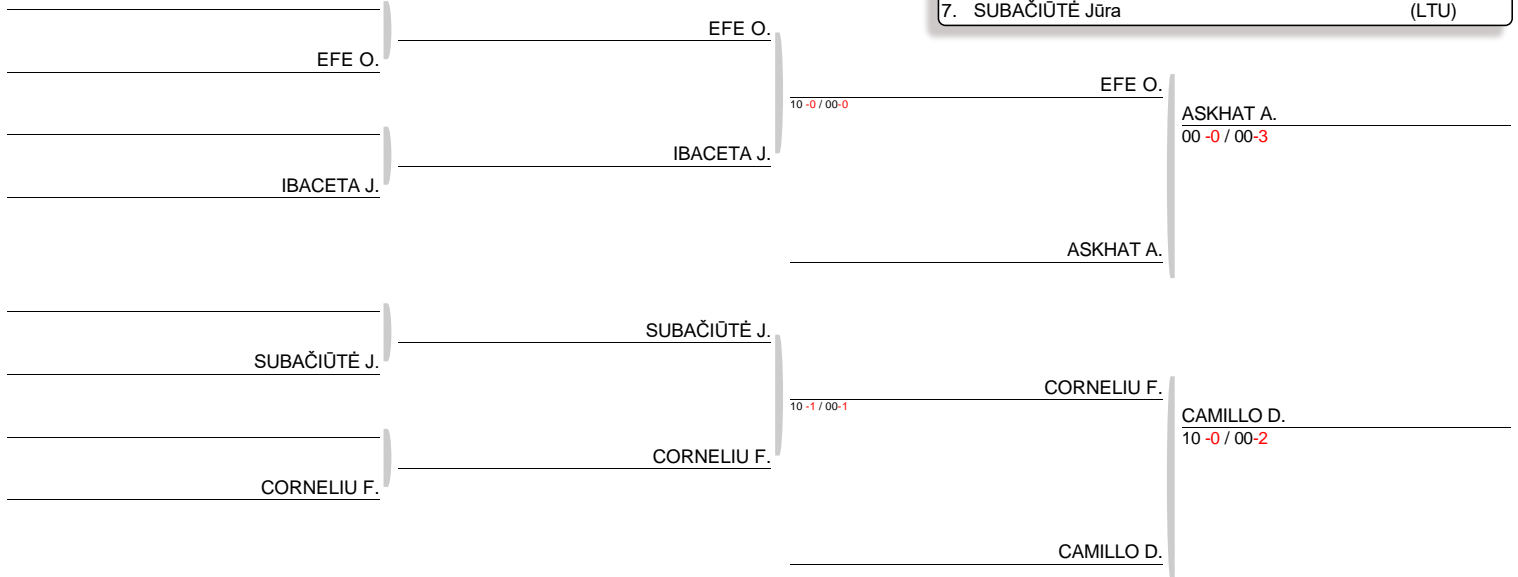 7. SUBAČIŪTĖ Jūra (LTU)
EFE O.
EFE O.
EFE O.
10 -0 / 00-0
ASKHAT A.
00 -0 / 00-3
IBACETA J.
IBACETA J.
ASKHAT A.
SUBAČIŪTĖ J.
SUBAČIŪTĖ J.
CORNELIU F.
10 -1 / 00-1
CAMILLO D.
10 -0 / 00-2
CORNELIU F.
CORNELIU F.
CAMILLO D.